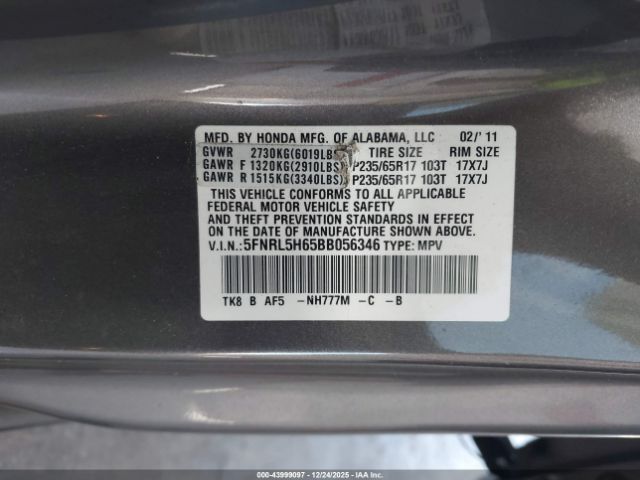 MFD. BY HONDA MFG. OF ALABAMA, LLC 02/'11
GVWR 2730KG(6019LBS) TIRE SIZE RIM SIZE
GAWR F 1320KG(2910LBS) P235/65R17 103T 17X7J
GAWR R 1515KG(3340LBS) P235/65R17 103T 17X7J
THIS VEHICLE CONFORMS TO ALL APPLICABLE
FEDERAL MOTOR VEHICLE SAFETY
AND THEFT PREVENTION STANDARDS IN EFFECT
ON THE DATE OF MANUFACTURE SHOWN ABOVE.
V.I.N.: 5FNRL5H65BB056346 TYPE: MPV
TK8 B AF5 -NH777M -C -B
000-43999097 - 12/24/2025 - IAAI.COM